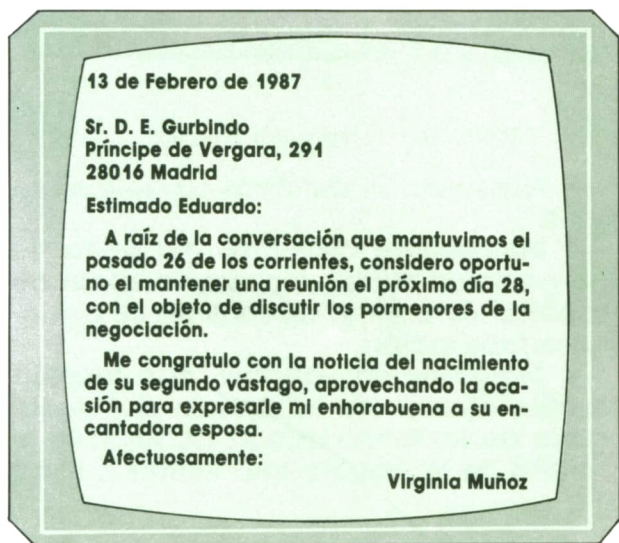 13 de Febrero de 1987
Sr. D. E. Gurbindo
Príncipe de Vergara, 291
28016 Madrid
Estimado Eduardo:
A raíz de la conversación que mantuvimos el
pasado 26 de los corrientes, considero oportu-
no el mantener una reunión el próximo día 28,
con el objeto de discutir los pormenores de la
negociación.
Me congratulo con la noticia del nacimiento
de su segundo vástago, aprovechando la oca-
sión para expresarle mi enhorabuena a su en-
cantadora esposa.
Afectuosamente:
Virginia Muñoz